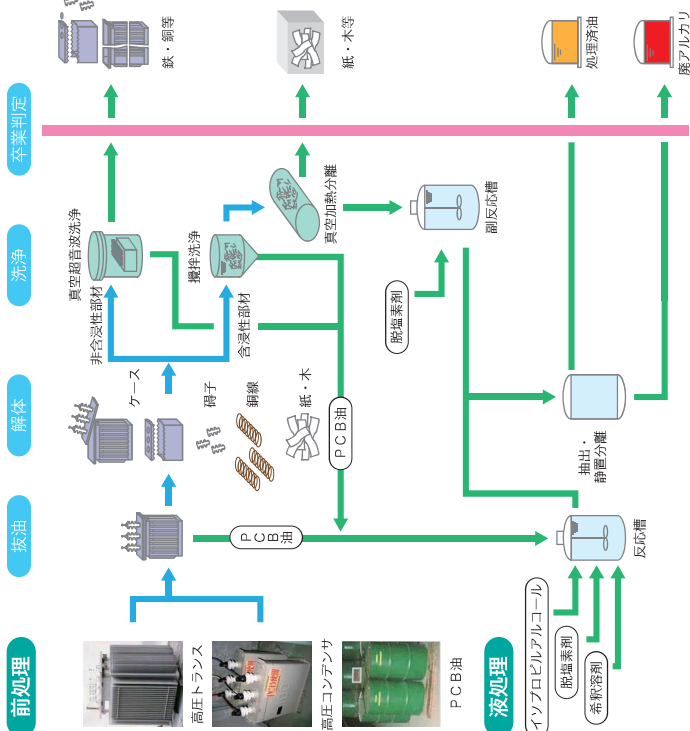 前処理
抜油
解体
洗浄
卒業判定
高圧トランス
高圧コンデンサ
PCB油
PCB油
PCB油
ケース
碍子
銅線
紙・木
非含浸性部材
含浸性部材
真空超音波洗浄
攪拌洗浄
真空加熱分離
鉄・銅等
紙・木等
液処理
イソプロピルアルコール
脱塩素剤
希釈溶剤
反応槽
抽出・
静置分離
脱塩素剤
副反応槽
処理済油
廃アルカリ